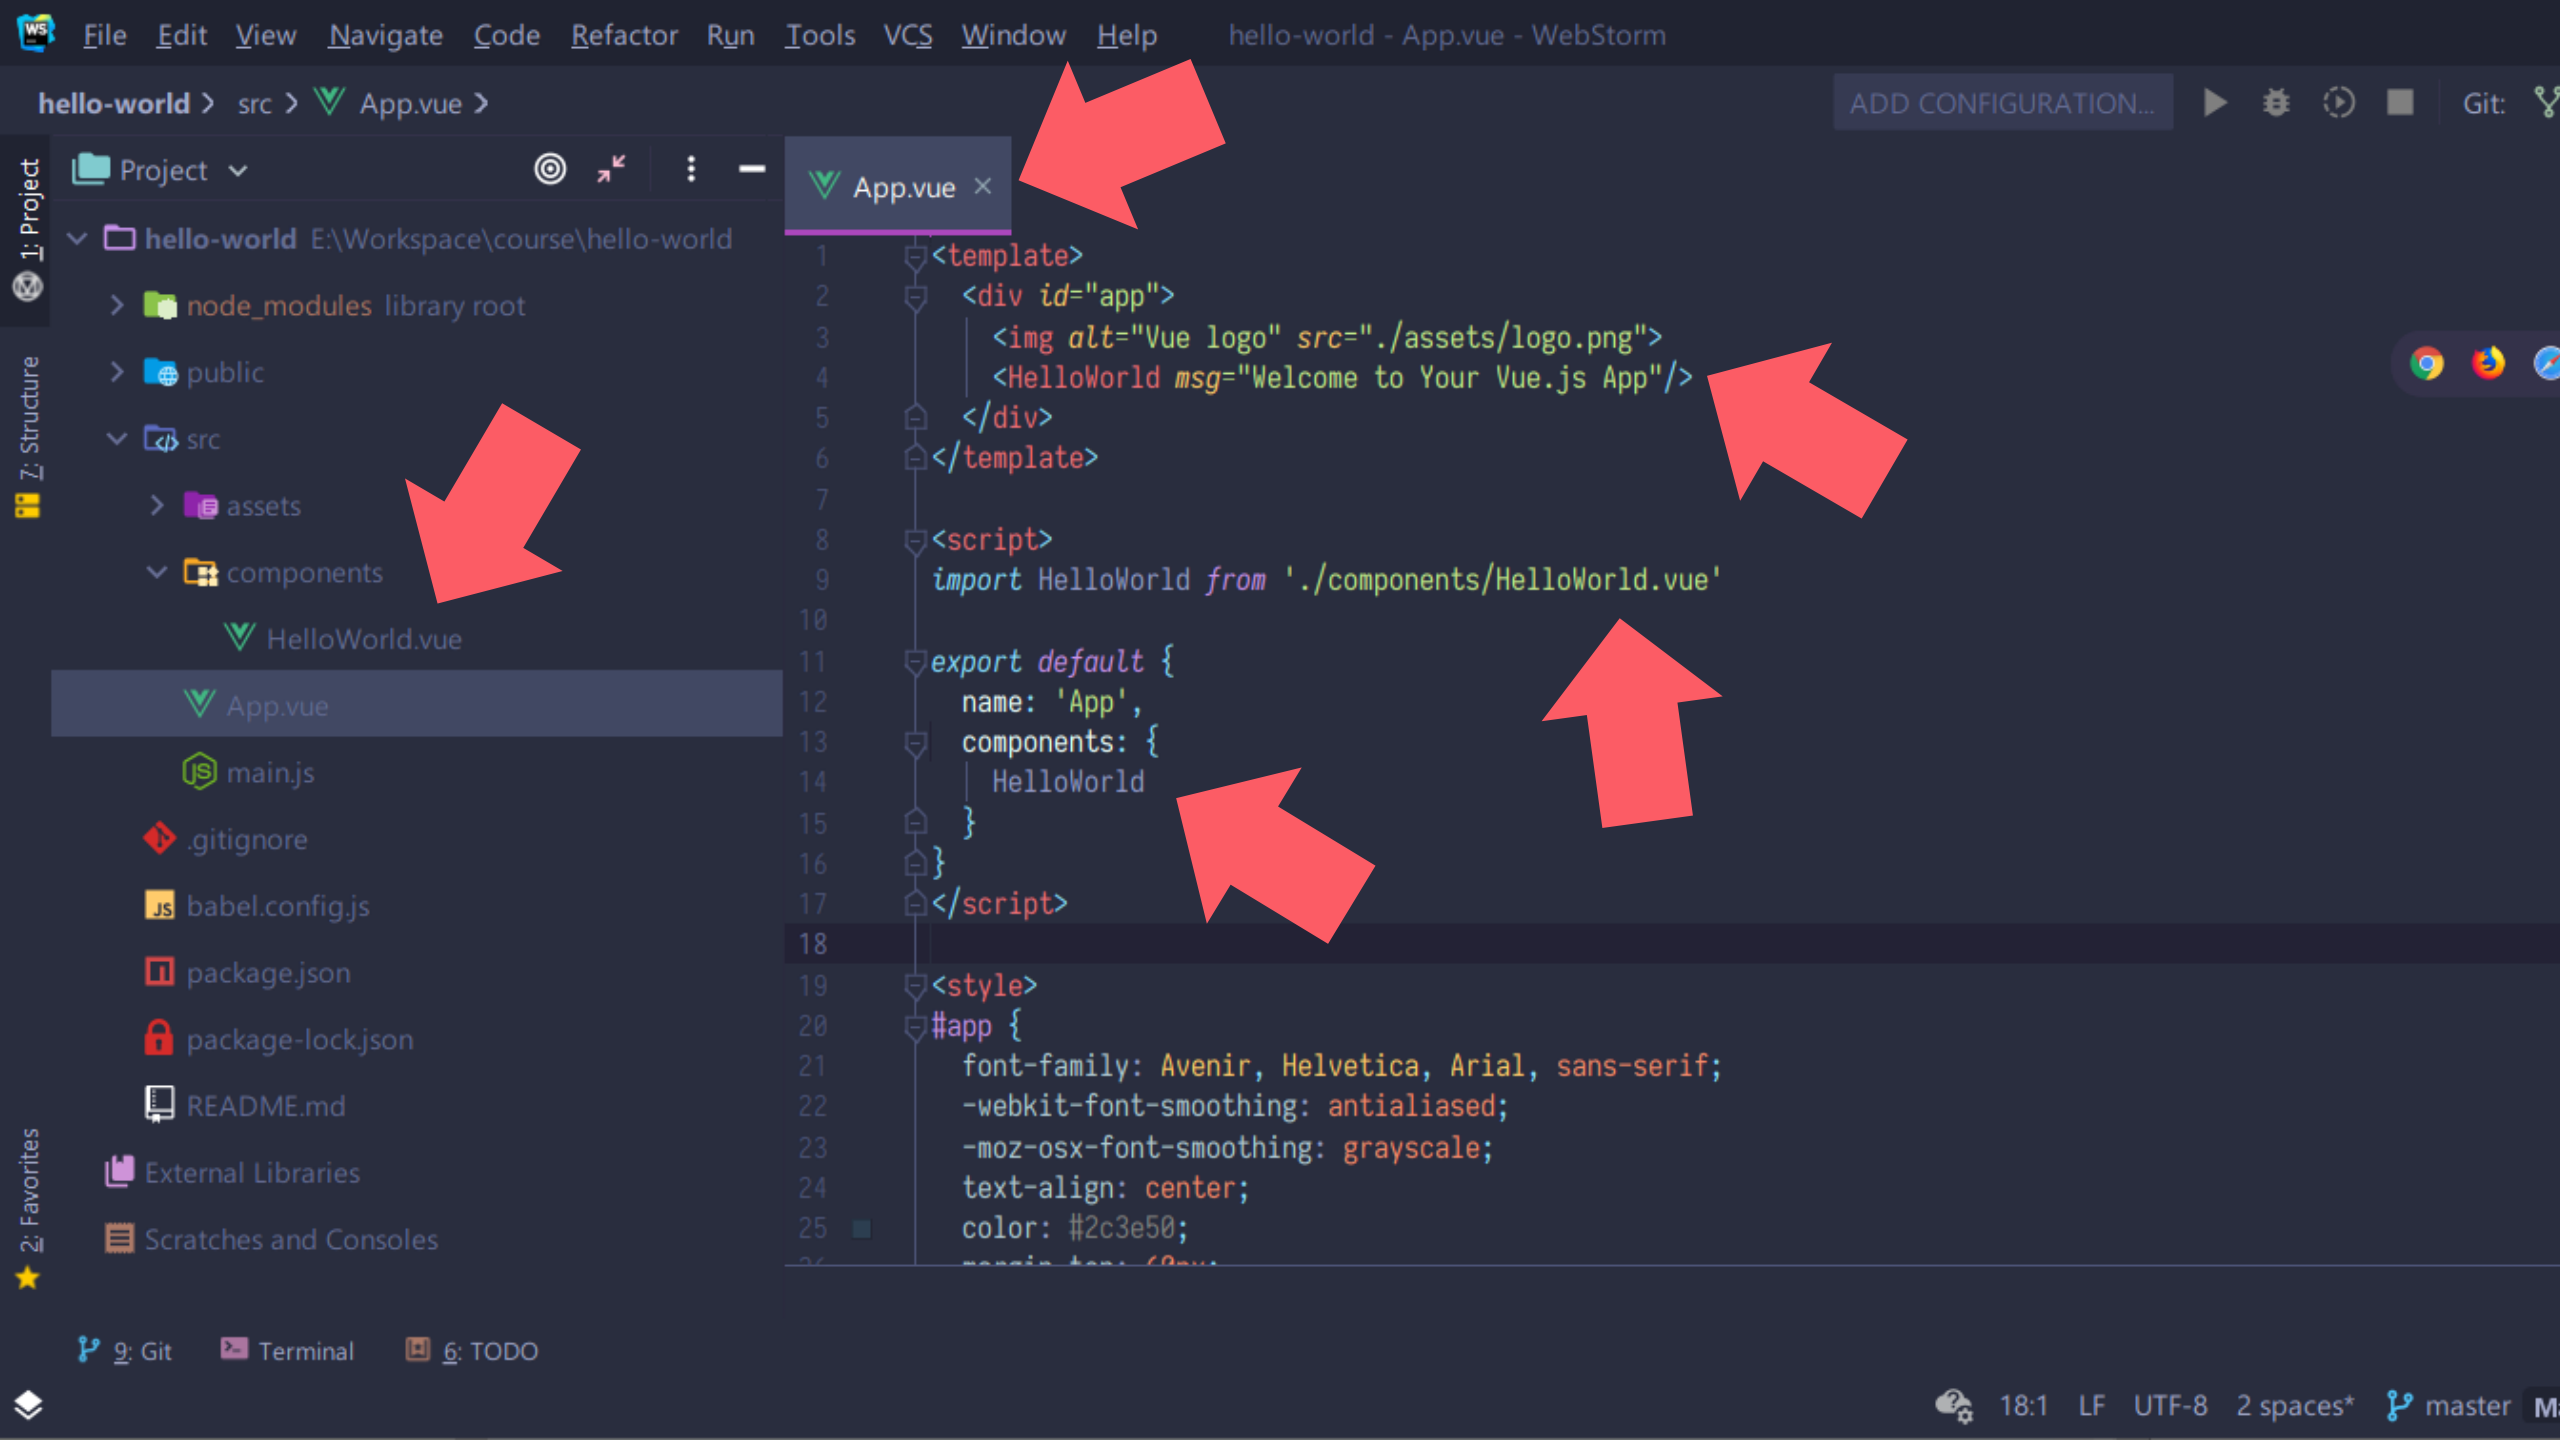 WS File Edit View Navigate Code Refactor Run Tools VCS Window Help hello-world - App.vue - WebStorm
hello-world src App.vue
ADD CONFIGURATION... Git:
1: Project
7: Structure
2: Favorites
Project
hello-world E:\Workspace\course\hello-world
node_modules library root
public
src
assets
components
HelloWorld.vue
App.vue
main.js
.gitignore
babel.config.js
package.json
package-lock.json
README.md
External Libraries
Scratches and Consoles
App.vue
1 <template>
2 <div id="app">
3 <img alt="Vue logo" src="./assets/logo.png">
4 <HelloWorld msg="Welcome to Your Vue.js App"/>
5 </div>
6 </template>
7
8 <script>
9 import HelloWorld from './components/HelloWorld.vue'
10
11 export default {
12 name: 'App',
13 components: {
14 HelloWorld
15 }
16 }
17 </script>
18
19 <style>
20 #app {
21 font-family: Avenir, Helvetica, Arial, sans-serif;
22 -webkit-font-smoothing: antialiased;
23 -moz-osx-font-smoothing: grayscale;
24 text-align: center;
25 color: #2c3e50;
26 margin-top: 60px;
9: Git Terminal 6: TODO
18:1 LF UTF-8 2 spaces* master